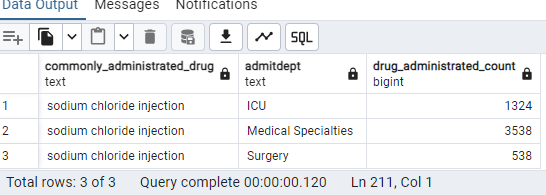 Data Output Messages Notifications
SQL
commonly_administrated_drug admitdept drug_administrated_count
text text bigint
1 sodium chloride injection ICU 1324
2 sodium chloride injection Medical Specialties 3538
3 sodium chloride injection Surgery 538
Total rows: 3 of 3 Query complete 00:00:00.120 Ln 211, Col 1